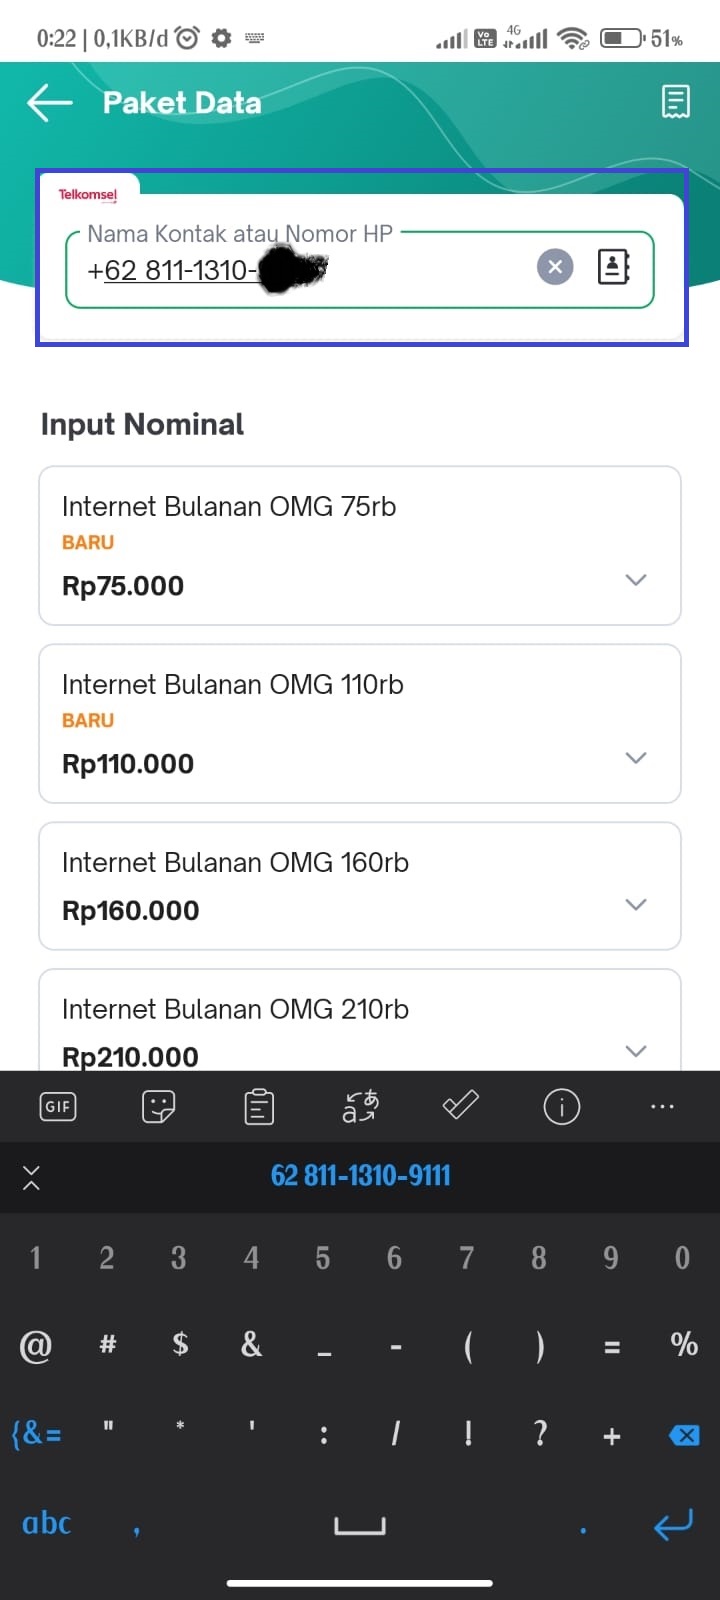 0:22 | 0,1KB/d
Vo LTE 4G 51%
Paket Data
Telkomsel
Nama Kontak atau Nomor HP
+62 811-1310-
Input Nominal
Internet Bulanan OMG 75rb
BARU
Rp75.000
Internet Bulanan OMG 110rb
BARU
Rp110.000
Internet Bulanan OMG 160rb
Rp160.000
Internet Bulanan OMG 210rb
Rp210.000
GIF
62 811-1310-9111
1 2 3 4 5 6 7 8 9 0
@ # $ & _ - ( ) = %
{&= " * ' : / ! ? +
abc , .